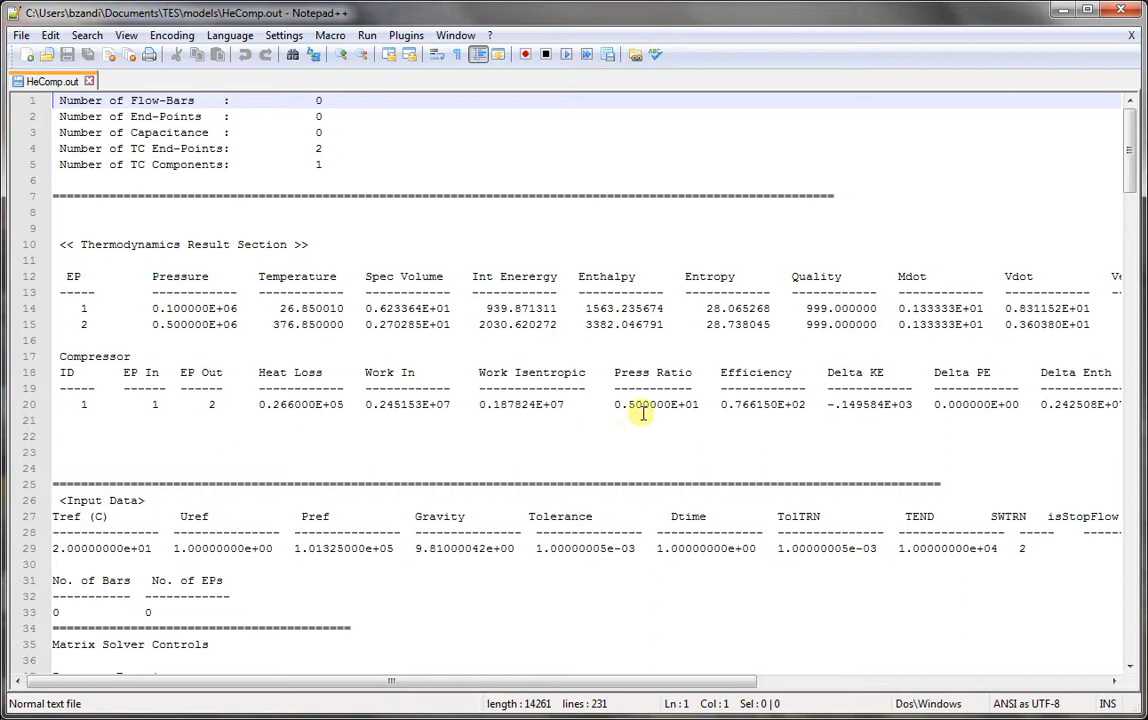 C:\Users\bzandi\Documents\TES\models\HeComp.out - Notepad++
File Edit Search View Encoding Language Settings Macro Run Plugins Window ? X
HeComp.out
1 Number of Flow-Bars : 0
2 Number of End-Points : 0
3 Number of Capacitance : 0
4 Number of TC End-Points: 2
5 Number of TC Components: 1
6
7 ==============================================================================================================
8
9
10 << Thermodynamics Result Section >>
11
12 EP Pressure Temperature Spec Volume Int Enerergy Enthalpy Entropy Quality Mdot Vdot Ve
13 ----- ------------ ------------ ------------ ------------ ------------ ------------ ------------ ------------ ------------ --
14 1 0.100000E+06 26.850010 0.623364E+01 939.871311 1563.235674 28.065268 999.000000 0.133333E+01 0.831152E+01
15 2 0.500000E+06 376.850000 0.270285E+01 2030.620272 3382.046791 28.738045 999.000000 0.133333E+01 0.360380E+01
16
17 Compressor
18 ID EP In EP Out Heat Loss Work In Work Isentropic Press Ratio Efficiency Delta KE Delta PE Delta Enth
19 ----- ----- ----- ------------ ------------ ------------ ----------- ------------ ------------ ------------ -----------
20 1 1 2 0.266000E+05 0.245153E+07 0.187824E+07 0.500000E+01 0.766150E+02 -.149584E+03 0.000000E+00 0.242508E+07
21
22
23
24
25 =============================================================================================================================
26 <Input Data>
27 Tref (C) Uref Pref Gravity Tolerance Dtime TolTRN TEND SWTRN isStopFlow
28 --------------- -------------- -------------- -------------- -------------- -------------- -------------- -------------- ----- -----
29 2.00000000e+01 1.00000000e+00 1.01325000e+05 9.81000042e+00 1.00000005e-03 1.00000000e+00 1.00000005e-03 1.00000000e+04 2
30
31 No. of Bars No. of EPs
32 ----------- ------------
33 0 0
34 ==========================================
35 Matrix Solver Controls
36
Normal text file length : 14261 lines : 231 Ln : 1 Col : 1 Sel : 0 | 0 Dos\Windows ANSI as UTF-8 INS